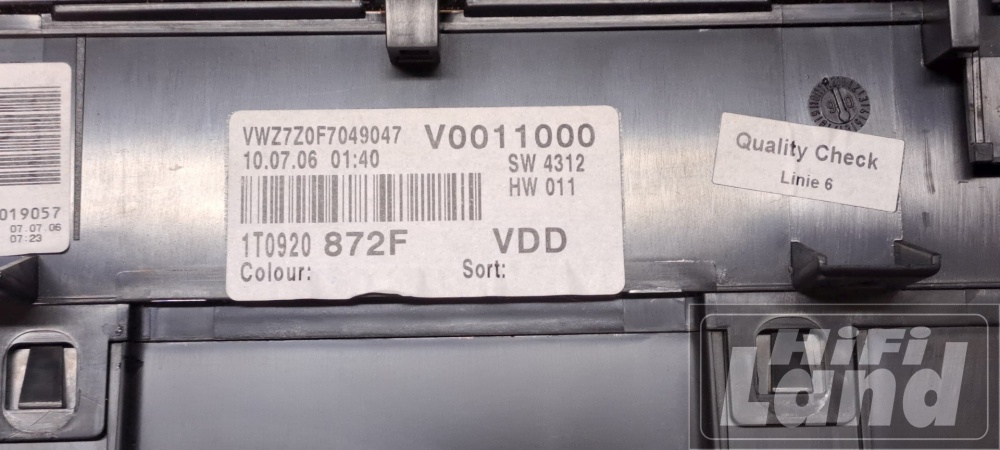 019057
07.07.06
07:23
VWZ7Z0F7049047 V0011000
10.07.06 01:40 SW 4312
HW 011
1T0920 872F VDD
Colour: Sort:
Quality Check
Linie 6
HiFi
Land